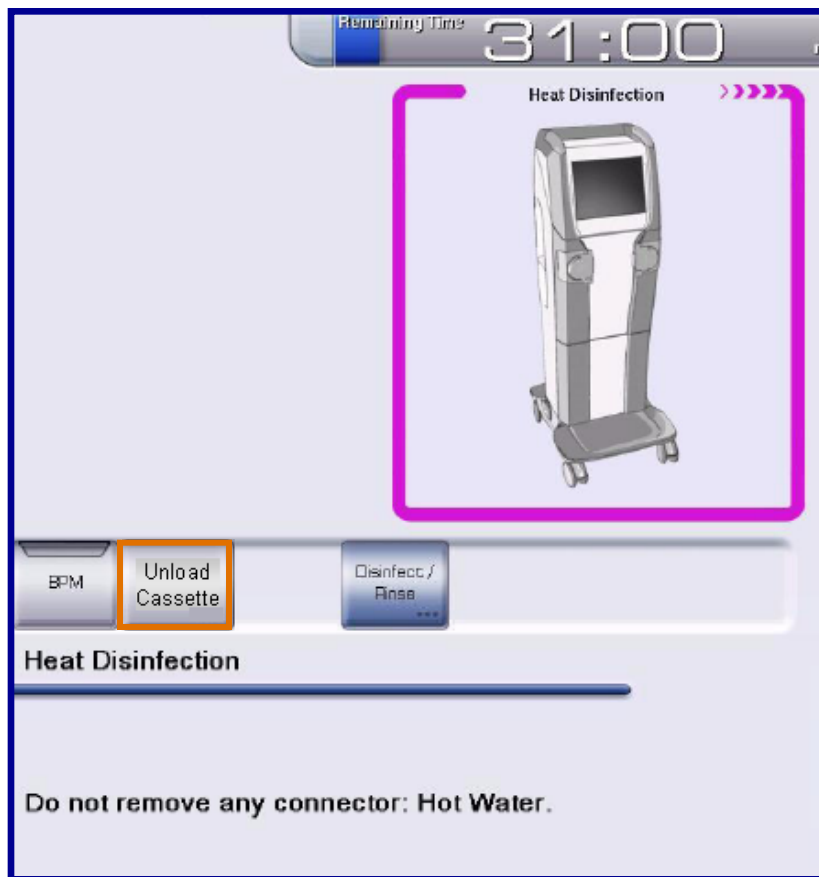 Remaining Time
31:00
Heat Disinfection
BPM
Unload
Cassette
Disinfect /
Rinse
...
Heat Disinfection
Do not remove any connector: Hot Water.